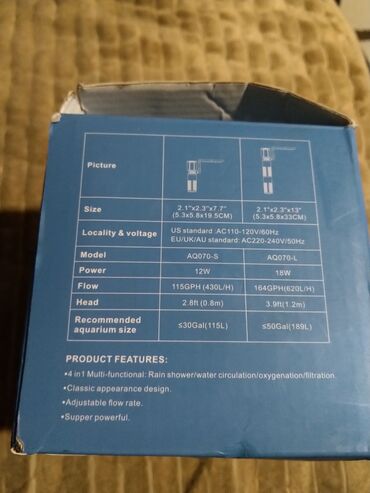 Picture
Size 2.1"x2.3"x7.7" 2.1"x2.3"x13"
(5.3x5.8x19.5CM) (5.3x5.8x33CM)
Locality & voltage US standard :AC110-120V/60Hz
EU/UK/AU standard: AC220-240V/50Hz
Model AQ070-S AQ070-L
Power 12W 18W
Flow 115GPH (430L/H) 164GPH(620L/H)
Head 2.8ft (0.8m) 3.9ft(1.2m)
Recommended
aquarium size ≤30Gal(115L) ≤50Gal(189L)
PRODUCT FEATURES:
•4 in1 Multi-functional: Rain shower/water circulation/oxygenation/filtration.
•Classic appearance design.
•Adjustable flow rate.
•Supper powerful.